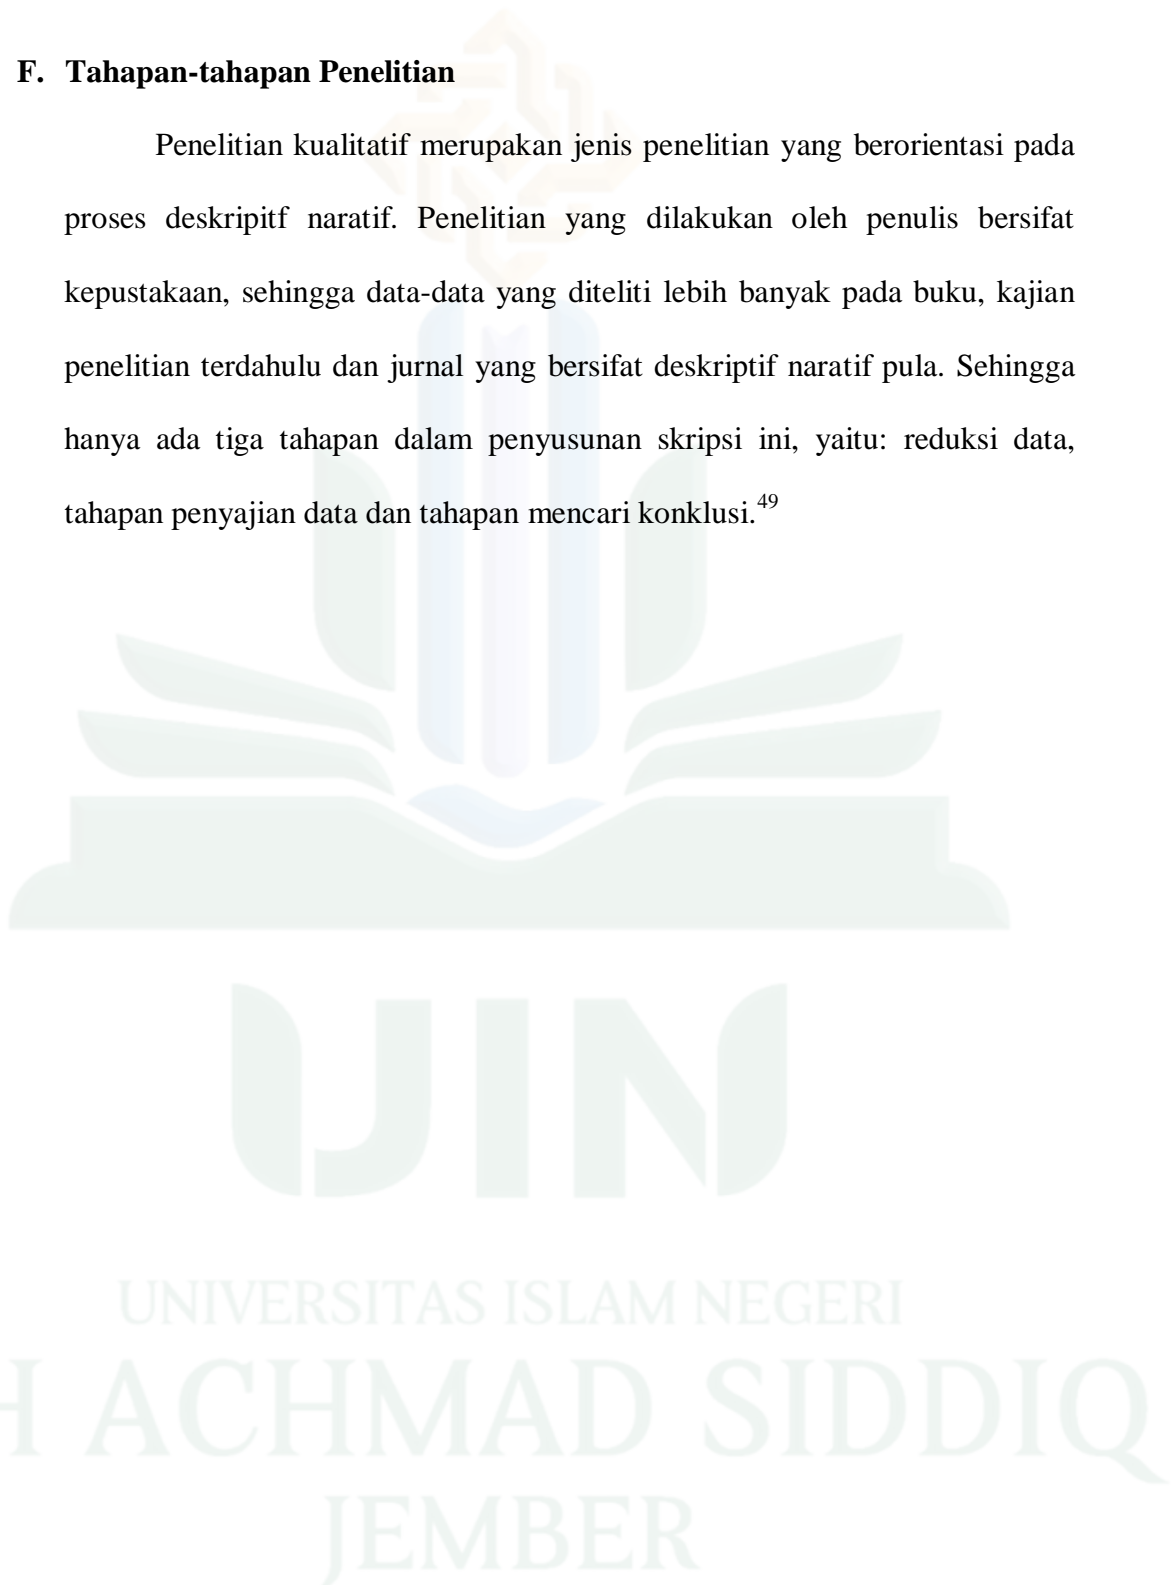 F. Tahapan-tahapan Penelitian
Penelitian kualitatif merupakan jenis penelitian yang berorientasi pada
proses deskripitf naratif. Penelitian yang dilakukan oleh penulis bersifat
kepustakaan, sehingga data-data yang diteliti lebih banyak pada buku, kajian
penelitian terdahulu dan jurnal yang bersifat deskriptif naratif pula. Sehingga
hanya ada tiga tahapan dalam penyusunan skripsi ini, yaitu: reduksi data,
tahapan penyajian data dan tahapan mencari konklusi.49
UIN
UNIVERSITAS ISLAM NEGERI
H ACHMAD SIDDIQ
JEMBER